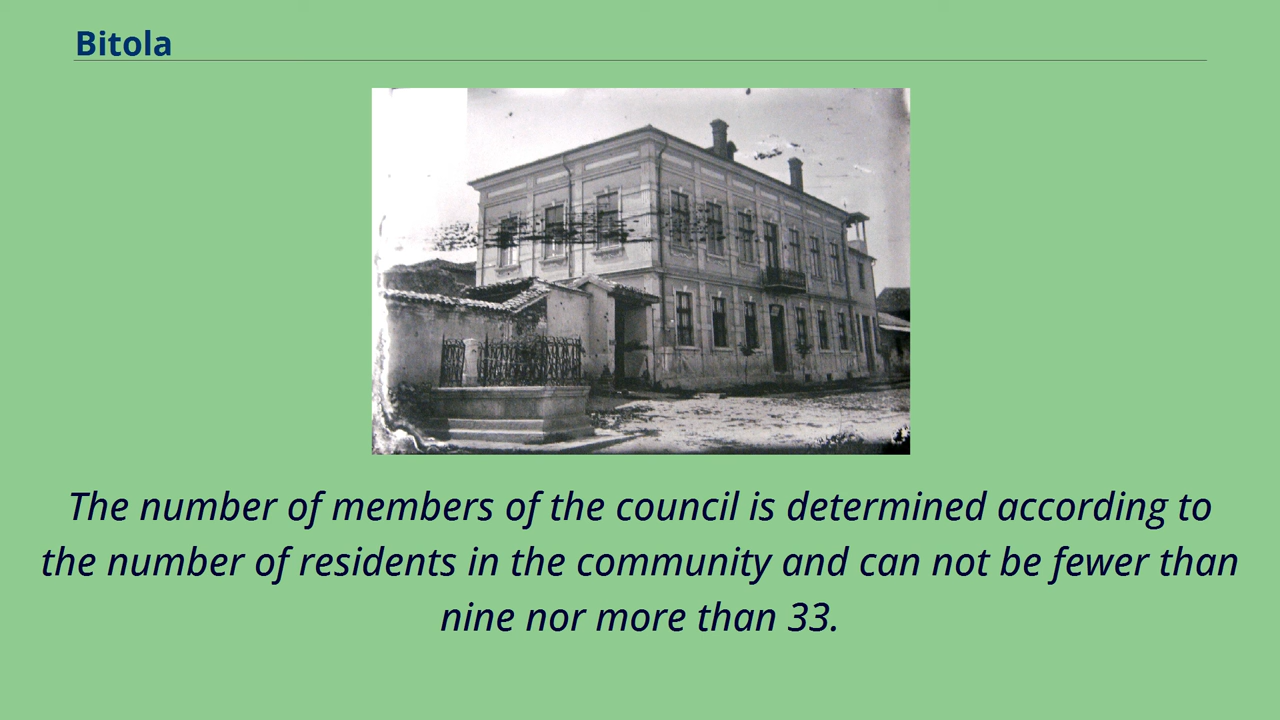 Bitola
The number of members of the council is determined according to
the number of residents in the community and can not be fewer than
nine nor more than 33.